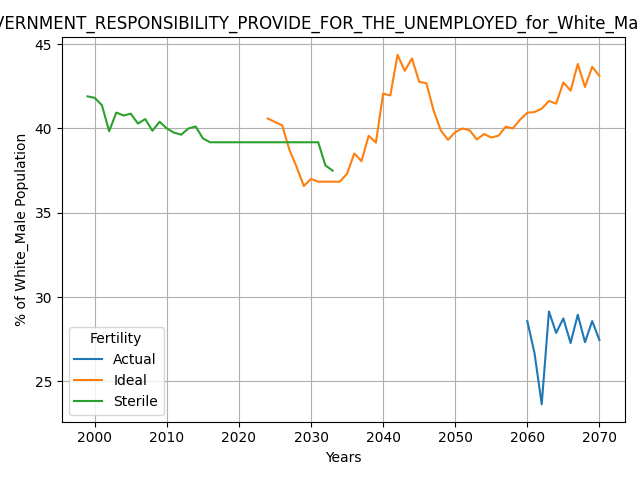 VERNMENT_RESPONSIBILITY_PROVIDE_FOR_THE_UNEMPLOYED_for_White_Ma
45
40
35
30
25
% of White_Male Population
Fertility
Actual
Ideal
Sterile
2000 2010 2020 2030 2040 2050 2060 2070
Years